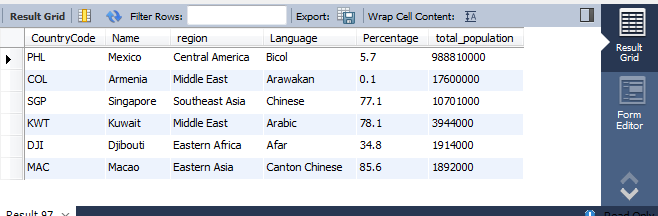 Result Grid Filter Rows: Export: Wrap Cell Content: IA
CountryCode Name region Language Percentage total_population
PHL Mexico Central America Bicol 5.7 988810000
COL Armenia Middle East Arawakan 0.1 17600000
SGP Singapore Southeast Asia Chinese 77.1 10701000
KWT Kuwait Middle East Arabic 78.1 3944000
DJI Djibouti Eastern Africa Afar 34.8 1914000
MAC Macao Eastern Asia Canton Chinese 85.6 1892000
Result
Grid
Form
Editor
Result 97 Read Only